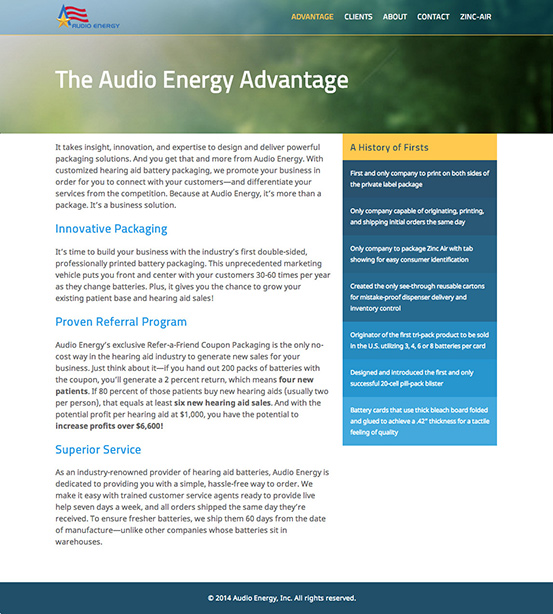 AUDIO ENERGY
ADVANTAGE CLIENTS ABOUT CONTACT ZINC-AIR
The Audio Energy Advantage
It takes insight, innovation, and expertise to design and deliver powerful
packaging solutions. And you get that and more from Audio Energy. With
customized hearing aid battery packaging, we promote your business in
order for you to connect with your customers—and differentiate your
services from the competition. Because at Audio Energy, it's more than a
package. It's a business solution.
Innovative Packaging
It's time to build your business with the industry's first double-sided,
professionally printed battery packaging. This unprecedented marketing
vehicle puts you front and center with your customers 30-60 times per year
as they change batteries. Plus, it gives you the chance to grow your
existing patient base and hearing aid sales!
Proven Referral Program
Audio Energy's exclusive Refer-a-Friend Coupon Packaging is the only no-
cost way in the hearing aid industry to generate new sales for your
business. Just think about it—if you hand out 200 packs of batteries with
the coupon, you'll generate a 2 percent return, which means four new
patients. If 80 percent of those patients buy new hearing aids (usually two
per person), that equals at least six new hearing aid sales. And with the
potential profit per hearing aid at $1,000, you have the potential to
increase profits over $6,600!
Superior Service
As an industry-renowned provider of hearing aid batteries, Audio Energy is
dedicated to providing you with a simple, hassle-free way to order. We
make it easy with trained customer service agents ready to provide live
help seven days a week, and all orders shipped the same day they're
received. To ensure fresher batteries, we ship them 60 days from the date
of manufacture—unlike other companies whose batteries sit in
warehouses.
A History of Firsts
First and only company to print on both sides of
the private label package
Only company capable of originating, printing,
and shipping initial orders the same day
Only company to package Zinc Air with tab
showing for easy consumer identification
Created the only see-through reusable cartons
for mistake-proof dispenser delivery and
inventory control
Originator of the first tri-pack product to be sold
in the U.S. utilizing 3, 4, 6 or 8 batteries per card
Designed and introduced the first and only
successful 20-cell pill-pack blister
Battery cards that use thick bleach board folded
and glued to achieve a .42" thickness for a tactile
feeling of quality
© 2014 Audio Energy, Inc. All rights reserved.